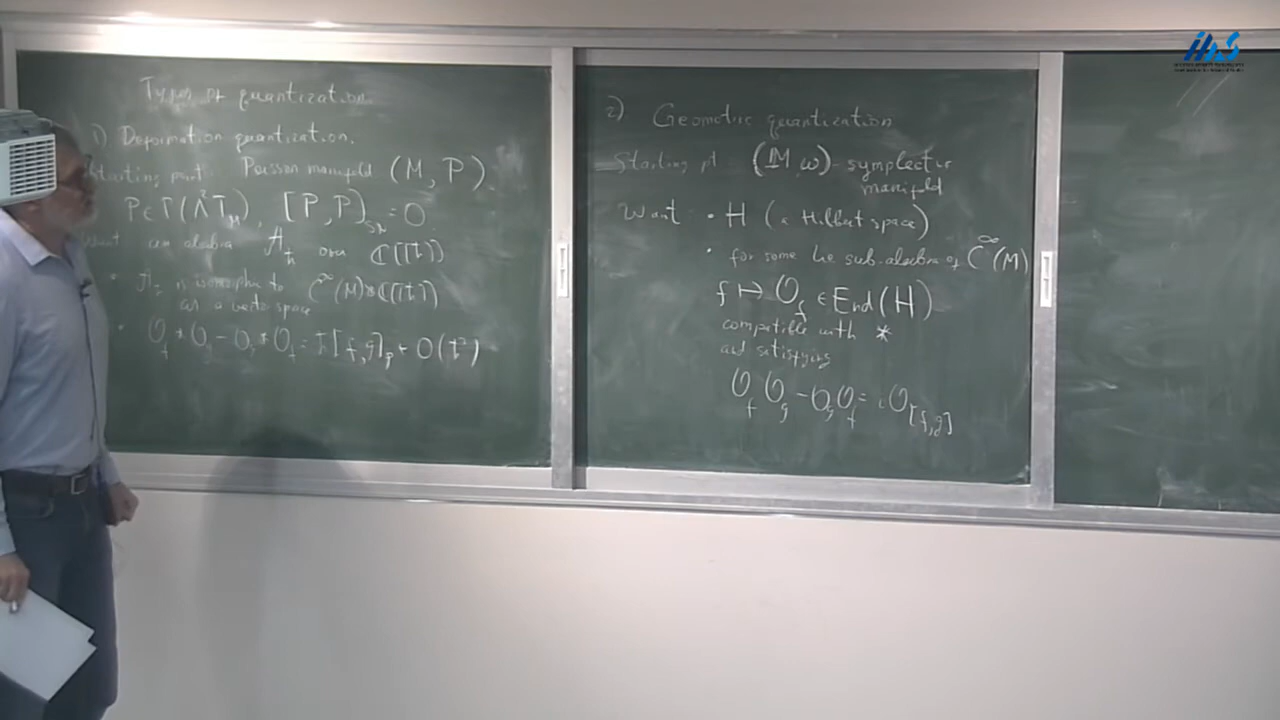 Types of quantization
1) Deformation quantization.
Starting point Poisson manifold (M, P).
P ∈ Γ(Λ²T_M), [P, P]_SN = 0
Want an algebra A_ħ over ℂ[[ħ]]
• A_ħ is isomorphic to C^∞(M)⊗ℂ[[ħ]]
as a vector space
• O_f * O_g - O_g * O_f = ħ[f,g]_P + O(ħ²)
2) Geometric quantization
Starting pt (M, ω) - symplectic
manifold
Want • H (a Hilbert space)
• for some Lie sub-algebra of C^∞(M)
f ↦ O_f ∈ End(H)
compatible with *
and satisfying
O_f O_g - O_g O_f = i O_[f,g]